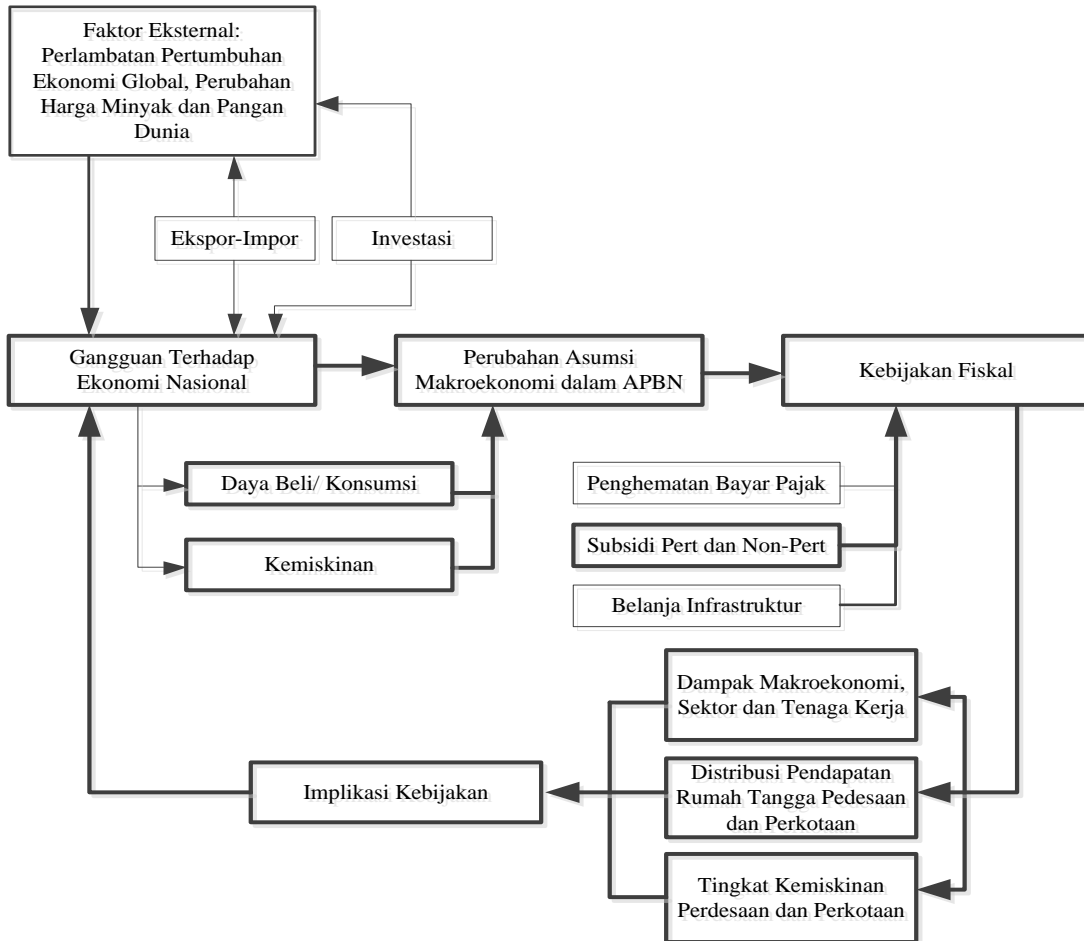 Faktor Eksternal:
Perlambatan Pertumbuhan
Ekonomi Global, Perubahan
Harga Minyak dan Pangan
Dunia
Ekspor-Impor
Investasi
Gangguan Terhadap
Ekonomi Nasional
Perubahan Asumsi
Makroekonomi dalam APBN
Kebijakan Fiskal
Daya Beli/ Konsumsi
Kemiskinan
Penghematan Bayar Pajak
Subsidi Pert dan Non-Pert
Belanja Infrastruktur
Dampak Makroekonomi,
Sektor dan Tenaga Kerja
Distribusi Pendapatan
Rumah Tangga Pedesaan
dan Perkotaan
Tingkat Kemiskinan
Perdesaan dan Perkotaan
Implikasi Kebijakan